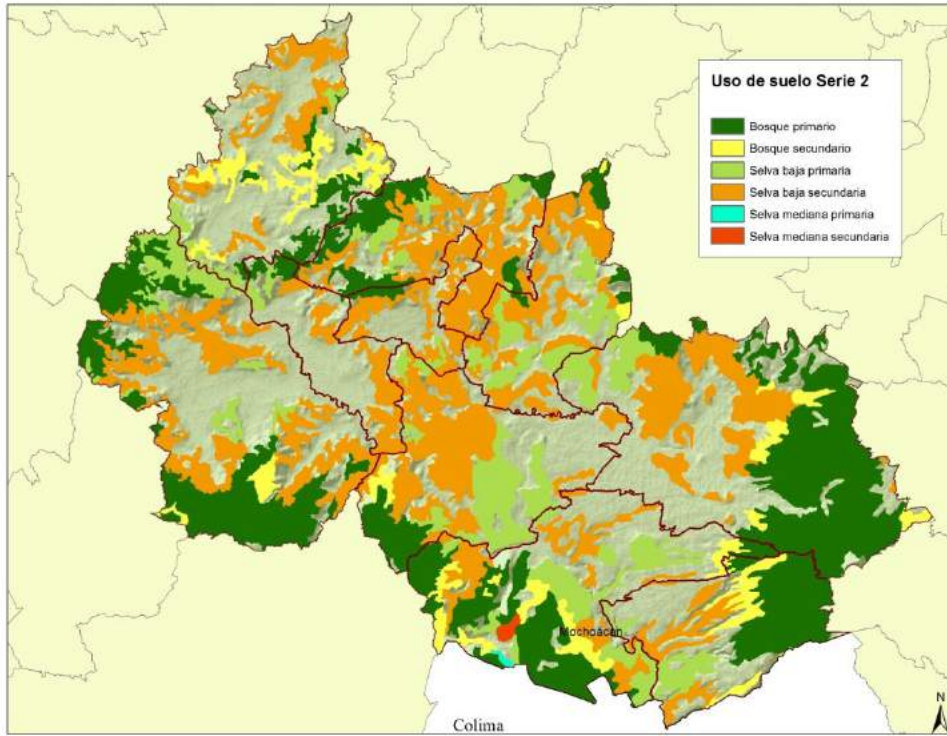 Uso de suelo Serie 2
Bosque primario
Bosque secundario
Selva baja primaria
Selva baja secundaria
Selva mediana primaria
Selva mediana secundaria
Mochoacan
Colima
N